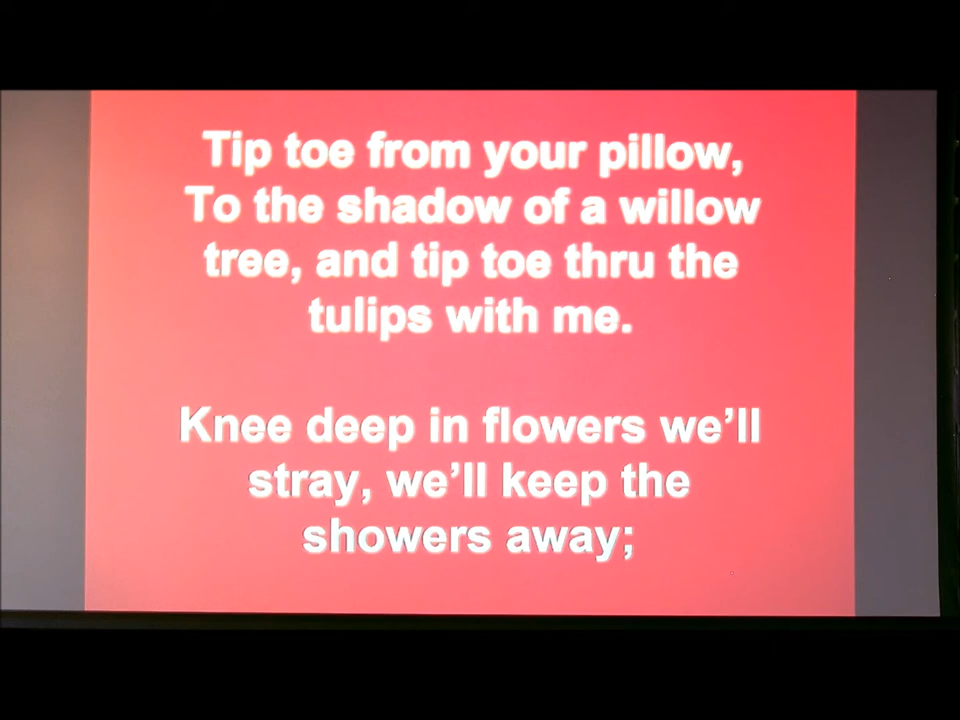 Tip toe from your pillow,
To the shadow of a willow
tree, and tip toe thru the
tulips with me.
Knee deep in flowers we’ll
stray, we’ll keep the
showers away;